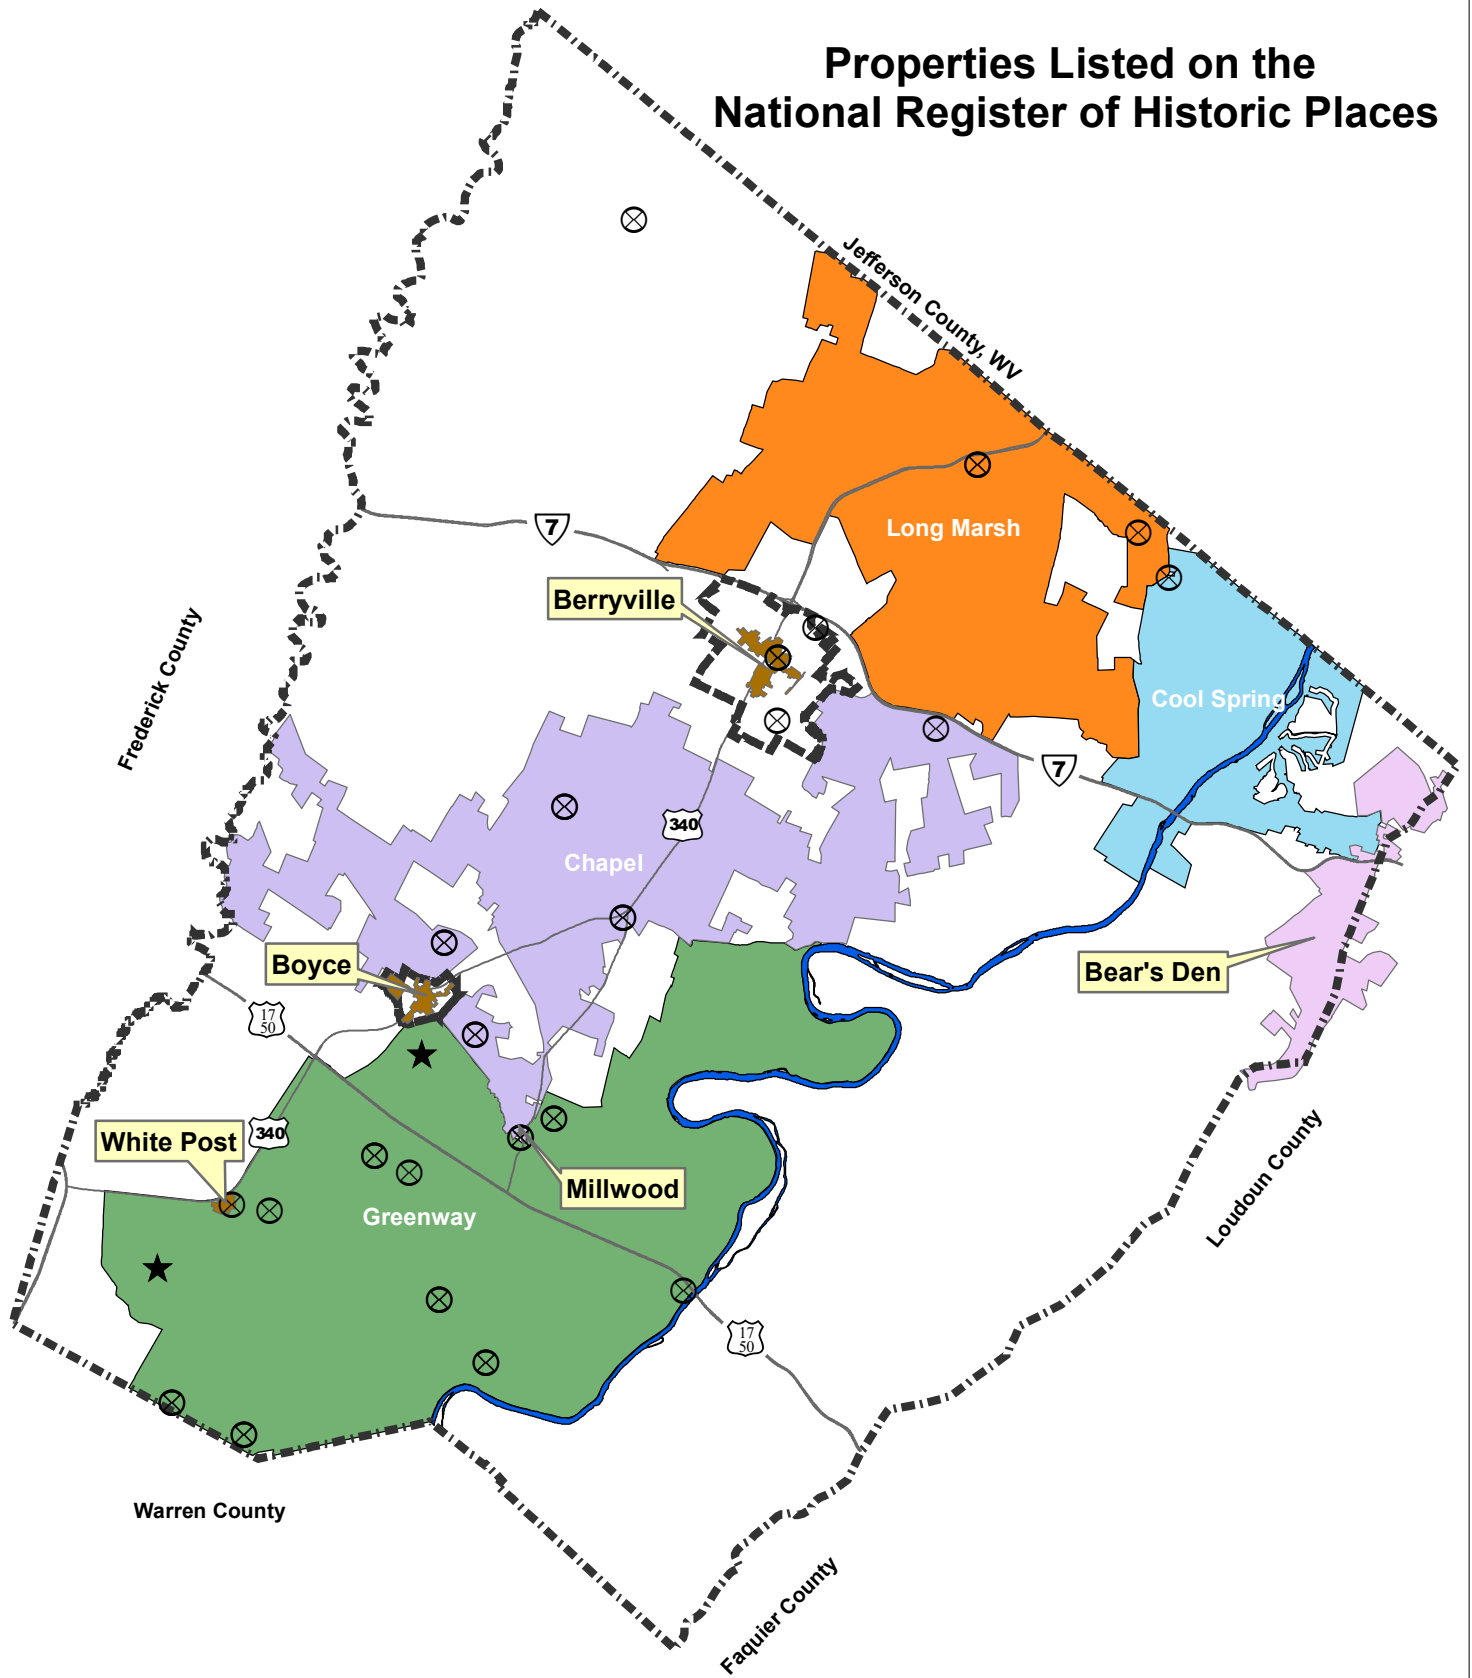 Properties Listed on the
National Register of Historic Places
Jefferson County, WV
7
Long Marsh
Berryville
Frederick County
Cool Spring
7
340
Chapel
Boyce
Bear's Den
17
50
340
White Post
Millwood
Greenway
Loudoun County
17
50
Warren County
Faquier County